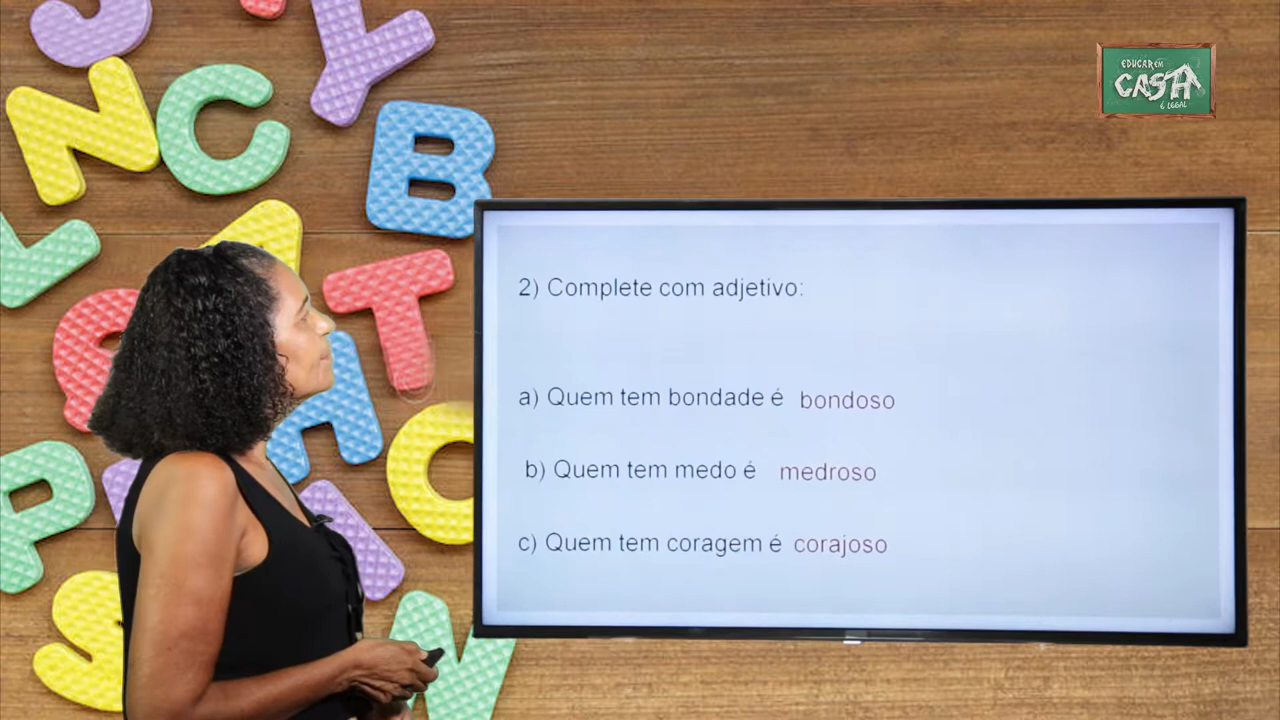 EDUCAR EM
CASA
É LEGAL
2) Complete com adjetivo:
a) Quem tem bondade é bondoso
b) Quem tem medo é medroso
c) Quem tem coragem é corajoso
J
Y
N
C
B
L
A
T
R
A
O
P
I
S
N